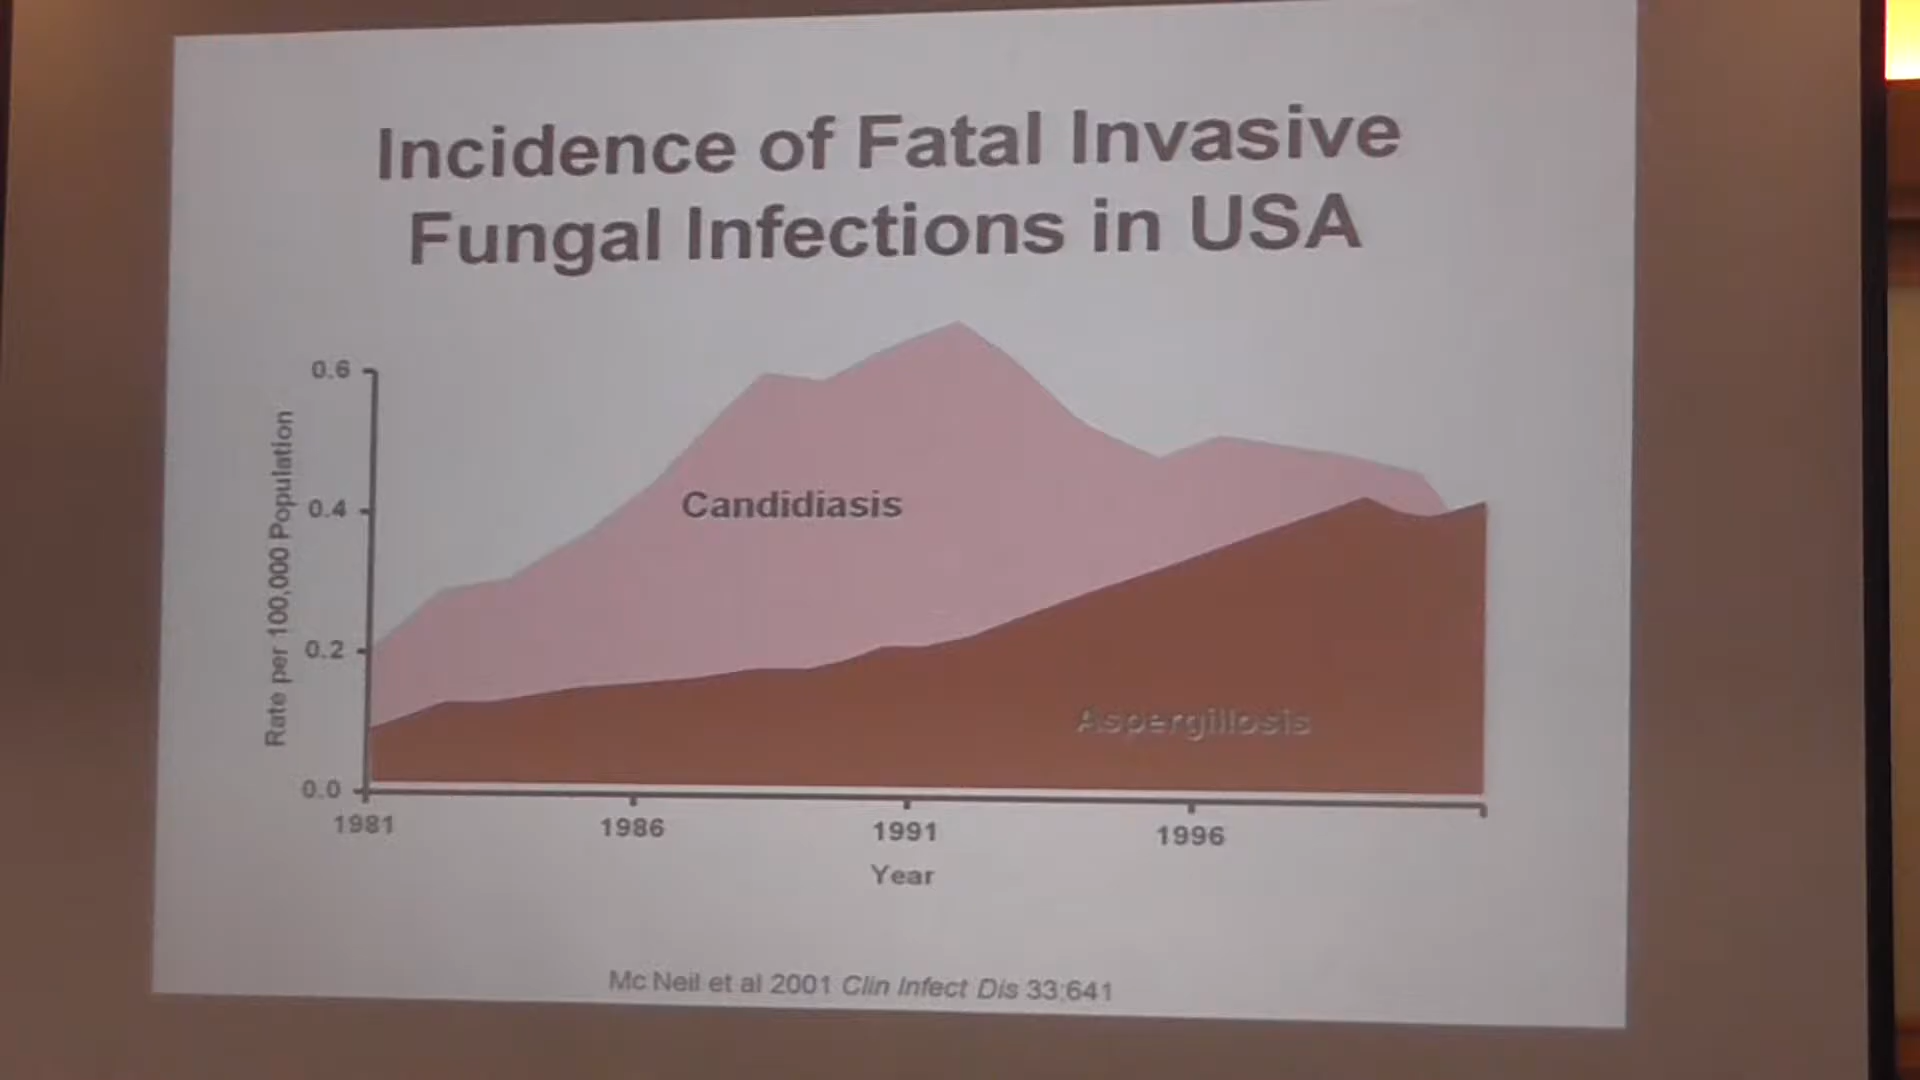 Incidence of Fatal Invasive
Fungal Infections in USA
Rate per 100,000 Population
0.6
0.4
0.2
0.0
Candidiasis
Aspergillosis
1981
1986
1991
1996
Year
Mc Neil et al 2001 Clin Infect Dis 33:641